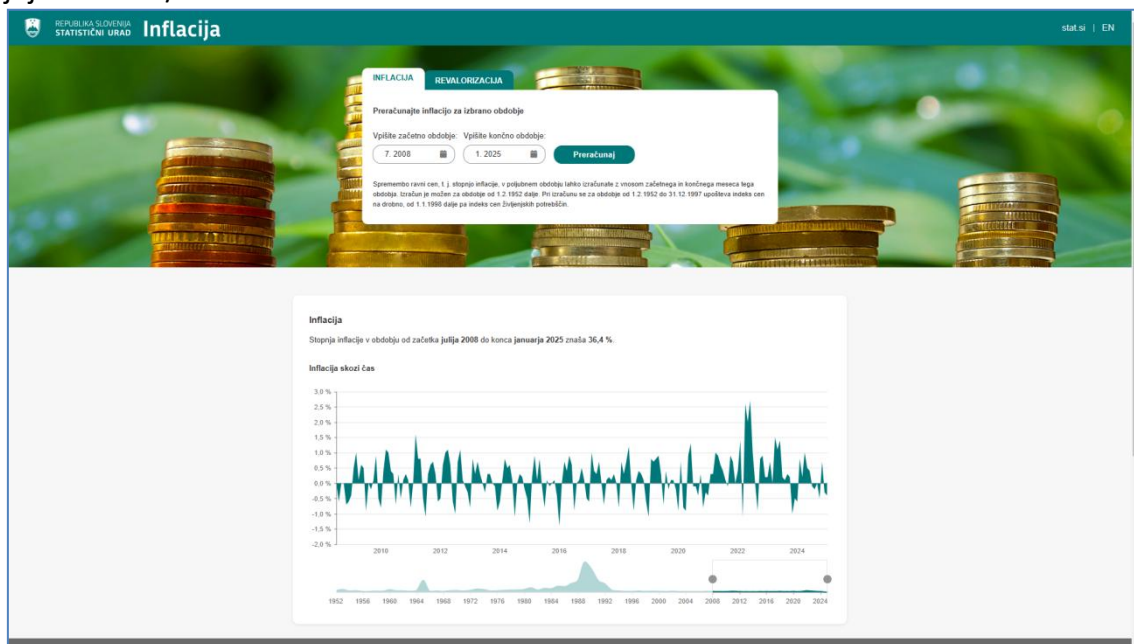 REPUBLIKA SLOVENIJA
STATISTIČNI URAD
Inflacija
stat.si | EN
INFLACIJA
REVALORIZACIJA
Preračunajte inflacijo za izbrano obdobje
Vpišite začetno obdobje: Vpišite končno obdobje:
7. 2008
1. 2025
Preračunaj
Spremembo ravni cen, t. j. stopnjo inflacije, v poljubnem obdobju lahko izračunate z vnosom začetnega in končnega meseca tega
obdobja. Izračun je možen za obdobje od 1.2.1952 dalje. Pri izračunu se za obdobje od 1.2.1952 do 31.12.1997 upošteva indeks cen
na drobno, od 1.1.1998 dalje pa indeks cen življenjskih potrebščin.
Inflacija
Stopnja inflacije v obdobju od začetka julija 2008 do konca januarja 2025 znaša 36,4 %.
Inflacija skozi čas
3,0 %
2,5 %
2,0 %
1,5 %
1,0 %
0,5 %
0,0 %
-0,5 %
-1,0 %
-1,5 %
-2,0 %
2010 2012 2014 2016 2018 2020 2022 2024
1952 1956 1960 1964 1968 1972 1976 1980 1984 1988 1992 1996 2000 2004 2008 2012 2016 2020 2024